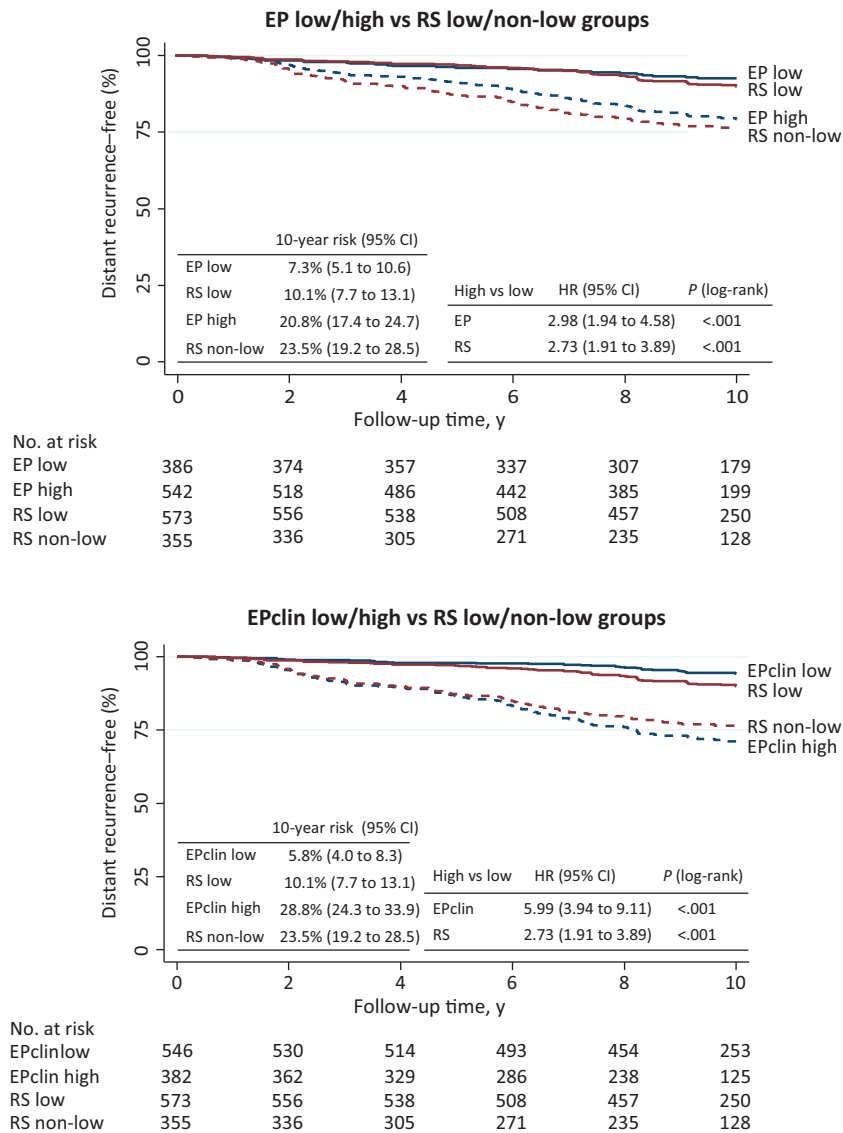 EP low/high vs RS low/non-low groups
Distant recurrence–free (%)
100
75
50
25
0
EP low
RS low
EP high
RS non-low
10-year risk (95% CI)
EP low 7.3% (5.1 to 10.6)
RS low 10.1% (7.7 to 13.1)
EP high 20.8% (17.4 to 24.7)
RS non-low 23.5% (19.2 to 28.5)
High vs low HR (95% CI) P (log-rank)
EP 2.98 (1.94 to 4.58) <.001
RS 2.73 (1.91 to 3.89) <.001
0 2 4 6 8 10
Follow-up time, y
No. at risk
EP low 386 374 357 337 307 179
EP high 542 518 486 442 385 199
RS low 573 556 538 508 457 250
RS non-low 355 336 305 271 235 128
EPclin low/high vs RS low/non-low groups
Distant recurrence–free (%)
100
75
50
25
0
EPclin low
RS low
RS non-low
EPclin high
10-year risk (95% CI)
EPclin low 5.8% (4.0 to 8.3)
RS low 10.1% (7.7 to 13.1)
EPclin high 28.8% (24.3 to 33.9)
RS non-low 23.5% (19.2 to 28.5)
High vs low HR (95% CI) P (log-rank)
EPclin 5.99 (3.94 to 9.11) <.001
RS 2.73 (1.91 to 3.89) <.001
0 2 4 6 8 10
Follow-up time, y
No. at risk
EPclinlow 546 530 514 493 454 253
EPclin high 382 362 329 286 238 125
RS low 573 556 538 508 457 250
RS non-low 355 336 305 271 235 128